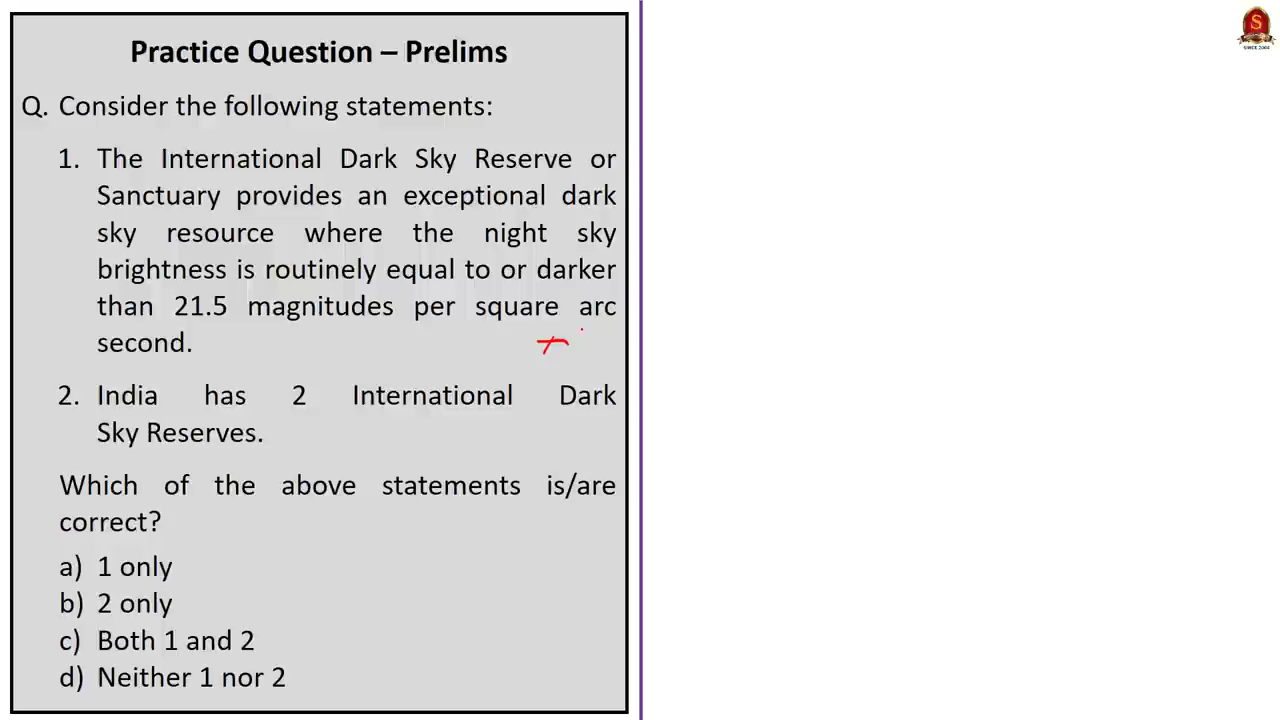 Practice Question – Prelims
Q. Consider the following statements:
1. The International Dark Sky Reserve or
Sanctuary provides an exceptional dark
sky resource where the night sky
brightness is routinely equal to or darker
than 21.5 magnitudes per square arc
second.
2. India has 2 International Dark
Sky Reserves.
Which of the above statements is/are
correct?
a) 1 only
b) 2 only
c) Both 1 and 2
d) Neither 1 nor 2
S
SINCE 2004